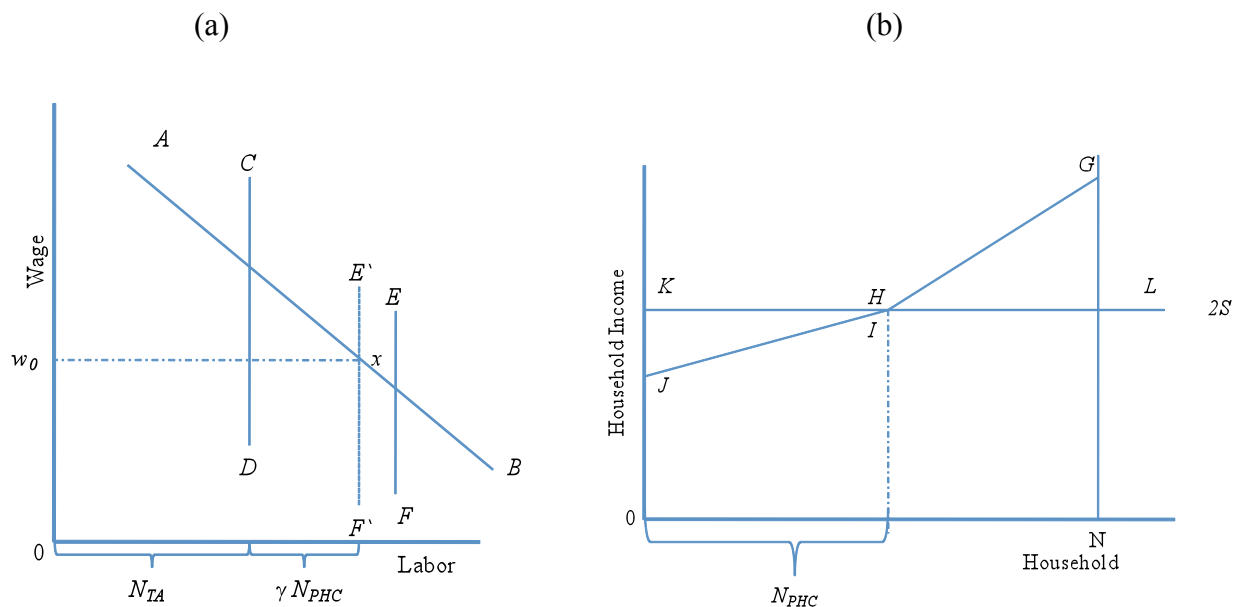 (a)
(b)
A
C
G
Wage
E`
E
K
H
L
2S
Household Income
I
w0
x
J
D
B
F`
F
0
0
N
Labor
Household
NTA
γ NPHC
NPHC